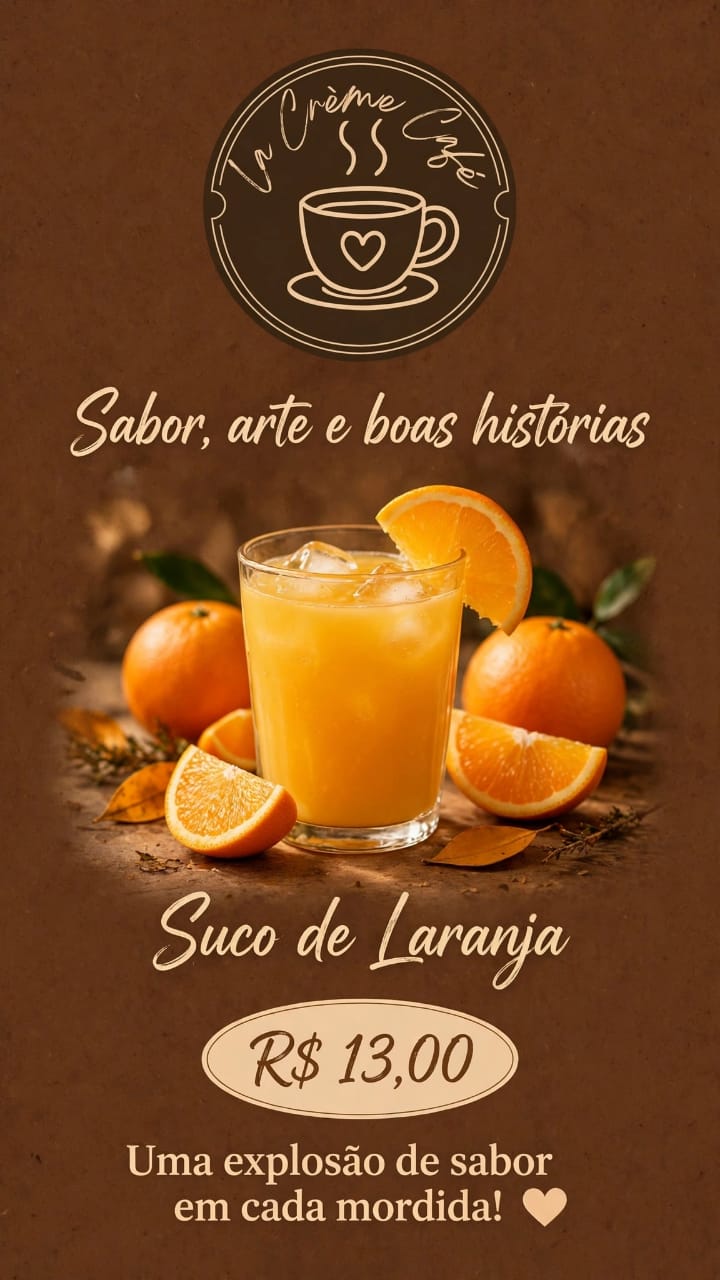 La Crème Café
Sabor, arte e boas histórias
Suco de Laranja
R$ 13,00
Uma explosão de sabor
em cada mordida!